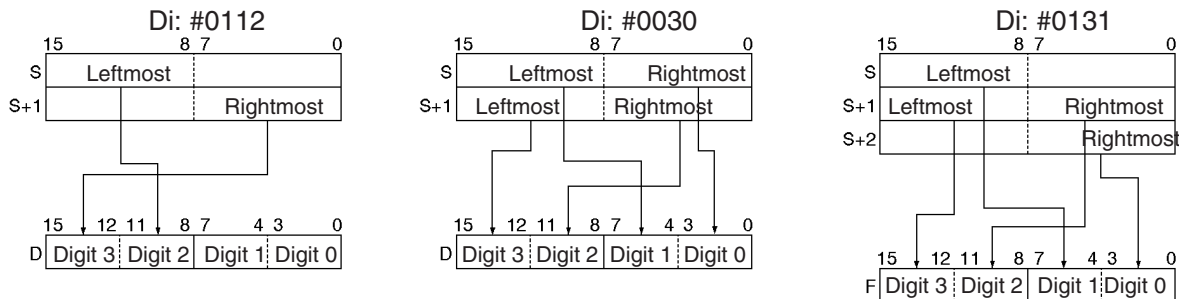 Di: #0112 Di: #0030 Di: #0131
15 8 7 0 15 8 7 0 15 8 7 0
S Leftmost S Leftmost Rightmost S Leftmost
S+1 Rightmost S+1 Leftmost Rightmost S+1 Leftmost Rightmost
S+2 Rightmost
15 12 11 8 7 4 3 0 15 12 11 8 7 4 3 0
D Digit 3 Digit 2 Digit 1 Digit 0 D Digit 3 Digit 2 Digit 1 Digit 0
15 12 11 8 7 4 3 0
F Digit 3 Digit 2 Digit 1 Digit 0